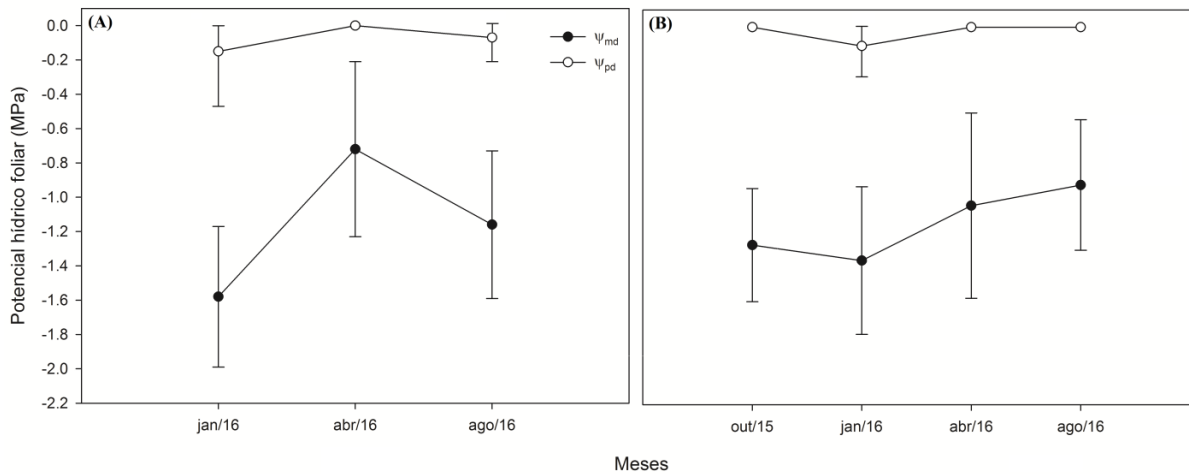 (A)
(B)
ψmd
ψpd
Potencial hídrico foliar (MPa)
0.0
-0.2
-0.4
-0.6
-0.8
-1.0
-1.2
-1.4
-1.6
-1.8
-2.0
-2.2
jan/16 abr/16 ago/16
out/15 jan/16 abr/16 ago/16
Meses